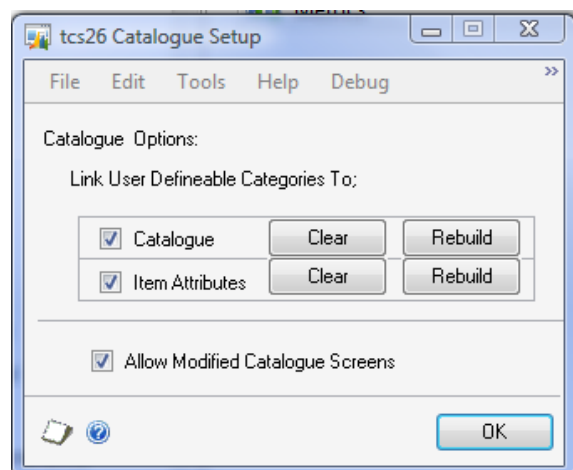 tcs26 Catalogue Setup
File Edit Tools Help Debug »
Catalogue Options:
Link User Defineable Categories To;
Catalogue Clear Rebuild
Item Attributes Clear Rebuild
Allow Modified Catalogue Screens
OK